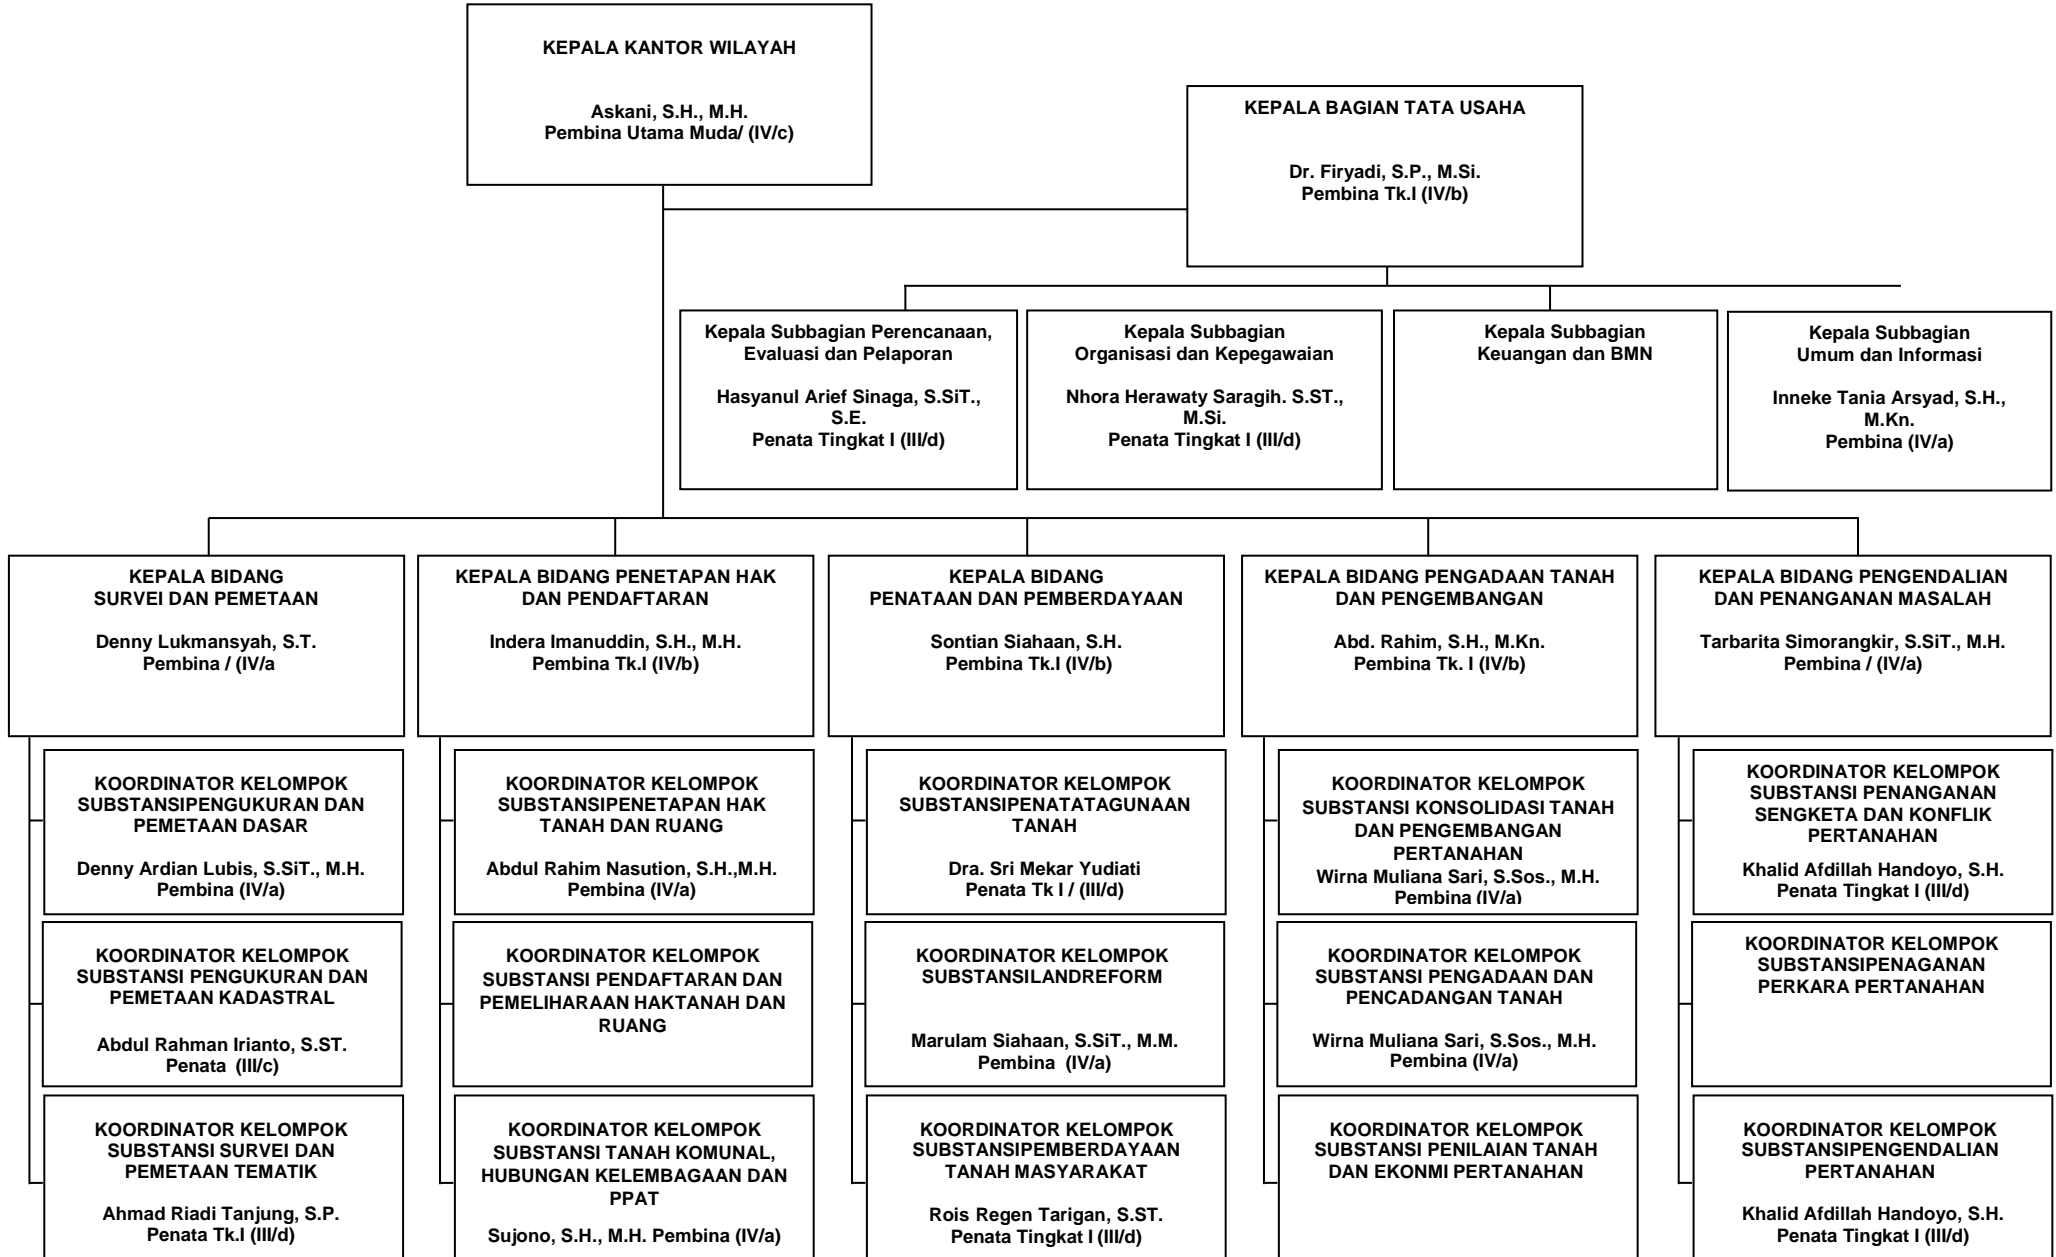 KEPALA KANTOR WILAYAH
Askani, S.H., M.H.
Pembina Utama Muda/ (IV/c)
KEPALA BAGIAN TATA USAHA
Dr. Firyadi, S.P., M.Si.
Pembina Tk.I (IV/b)
Kepala Subbagian Perencanaan,
Evaluasi dan Pelaporan
Hasyanul Arief Sinaga, S.SiT.,
S.E.
Penata Tingkat I (III/d)
Kepala Subbagian
Organisasi dan Kepegawaian
Nhora Herawaty Saragih. S.ST.,
M.Si.
Penata Tingkat I (III/d)
Kepala Subbagian
Keuangan dan BMN
Kepala Subbagian
Umum dan Informasi
Inneke Tania Arsyad, S.H.,
M.Kn.
Pembina (IV/a)
KEPALA BIDANG
SURVEI DAN PEMETAAN
Denny Lukmansyah, S.T.
Pembina / (IV/a
KEPALA BIDANG PENETAPAN HAK
DAN PENDAFTARAN
Indera Imanuddin, S.H., M.H.
Pembina Tk.I (IV/b)
KEPALA BIDANG
PENATAAN DAN PEMBERDAYAAN
Sontian Siahaan, S.H.
Pembina Tk.I (IV/b)
KEPALA BIDANG PENGADAAN TANAH
DAN PENGEMBANGAN
Abd. Rahim, S.H., M.Kn.
Pembina Tk. I (IV/b)
KEPALA BIDANG PENGENDALIAN
DAN PENANGANAN MASALAH
Tarbarita Simorangkir, S.SiT., M.H.
Pembina / (IV/a)
KOORDINATOR KELOMPOK
SUBSTANSIPENGUKURAN DAN
PEMETAAN DASAR
Denny Ardian Lubis, S.SiT., M.H.
Pembina (IV/a)
KOORDINATOR KELOMPOK
SUBSTANSIPENETAPAN HAK
TANAH DAN RUANG
Abdul Rahim Nasution, S.H.,M.H.
Pembina (IV/a)
KOORDINATOR KELOMPOK
SUBSTANSIPENATATAGUNAAN
TANAH
Dra. Sri Mekar Yudiati
Penata Tk I / (III/d)
KOORDINATOR KELOMPOK
SUBSTANSI KONSOLIDASI TANAH
DAN PENGEMBANGAN
PERTANAHAN
Wirna Muliana Sari, S.Sos., M.H.
Pembina (IV/a)
KOORDINATOR KELOMPOK
SUBSTANSI PENANGANAN
SENGKETA DAN KONFLIK
PERTANAHAN
Khalid Afdillah Handoyo, S.H.
Penata Tingkat I (III/d)
KOORDINATOR KELOMPOK
SUBSTANSI PENGUKURAN DAN
PEMETAAN KADASTRAL
Abdul Rahman Irianto, S.ST.
Penata (III/c)
KOORDINATOR KELOMPOK
SUBSTANSI PENDAFTARAN DAN
PEMELIHARAAN HAKTANAH DAN
RUANG
KOORDINATOR KELOMPOK
SUBSTANSILANDREFORM
Marulam Siahaan, S.SiT., M.M.
Pembina (IV/a)
KOORDINATOR KELOMPOK
SUBSTANSI PENGADAAN DAN
PENCADANGAN TANAH
Wirna Muliana Sari, S.Sos., M.H.
Pembina (IV/a)
KOORDINATOR KELOMPOK
SUBSTANSIPENAGANAN
PERKARA PERTANAHAN
KOORDINATOR KELOMPOK
SUBSTANSI SURVEI DAN
PEMETAAN TEMATIK
Ahmad Riadi Tanjung, S.P.
Penata Tk.I (III/d)
KOORDINATOR KELOMPOK
SUBSTANSI TANAH KOMUNAL,
HUBUNGAN KELEMBAGAAN DAN
PPAT
Sujono, S.H., M.H. Pembina (IV/a)
KOORDINATOR KELOMPOK
SUBSTANSIPEMBERDAYAAN
TANAH MASYARAKAT
Rois Regen Tarigan, S.ST.
Penata Tingkat I (III/d)
KOORDINATOR KELOMPOK
SUBSTANSI PENILAIAN TANAH
DAN EKONMI PERTANAHAN
KOORDINATOR KELOMPOK
SUBSTANSIPENGENDALIAN
PERTANAHAN
Khalid Afdillah Handoyo, S.H.
Penata Tingkat I (III/d)